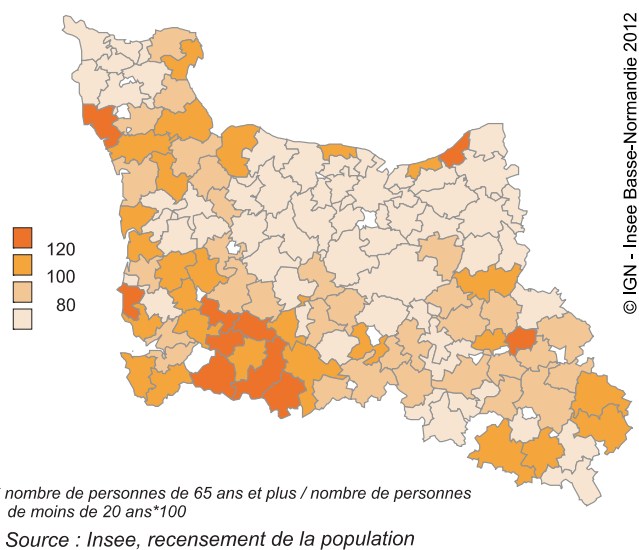 120
100
80
nombre de personnes de 65 ans et plus / nombre de personnes
de moins de 20 ans*100
Source : Insee, recensement de la population
© IGN - Insee Basse-Normandie 2012